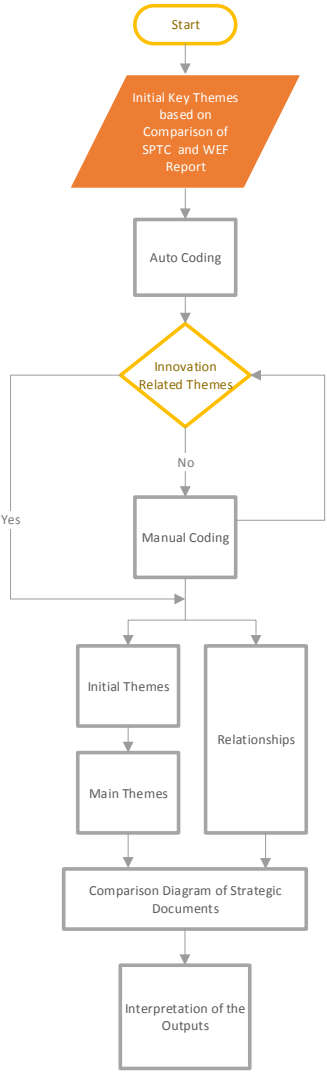 Start
Initial Key Themes
based on
Comparison of
SPTC and WEF
Report
Auto Coding
Innovation
Related Themes
No
Yes
Manual Coding
Initial Themes
Relationships
Main Themes
Comparison Diagram of Strategic
Documents
Interpretation of the
Outputs